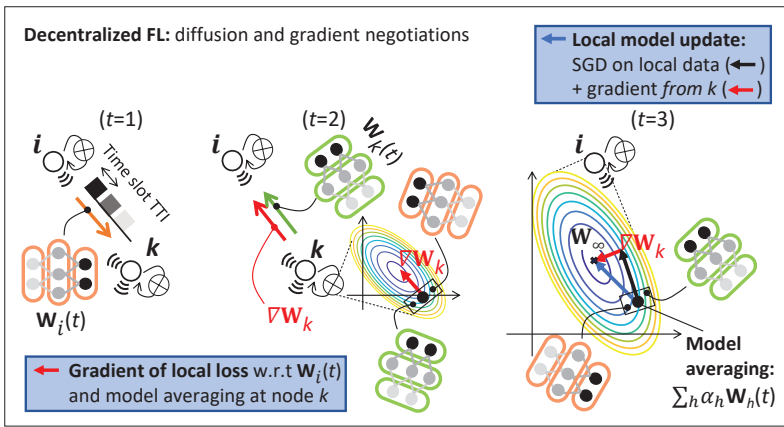 Decentralized FL: diffusion and gradient negotiations
Local model update:
SGD on local data (←)
+ gradient from k (←)
(t=1)
i
Time slot TTI
k
W_i(t)
(t=2)
i
W_k(t)
k
∇W_k
∇W_k
(t=3)
i
W_∞
∇W_k
Gradient of local loss w.r.t W_i(t)
and model averaging at node k
Model
averaging:
∑_h α_h W_h(t)